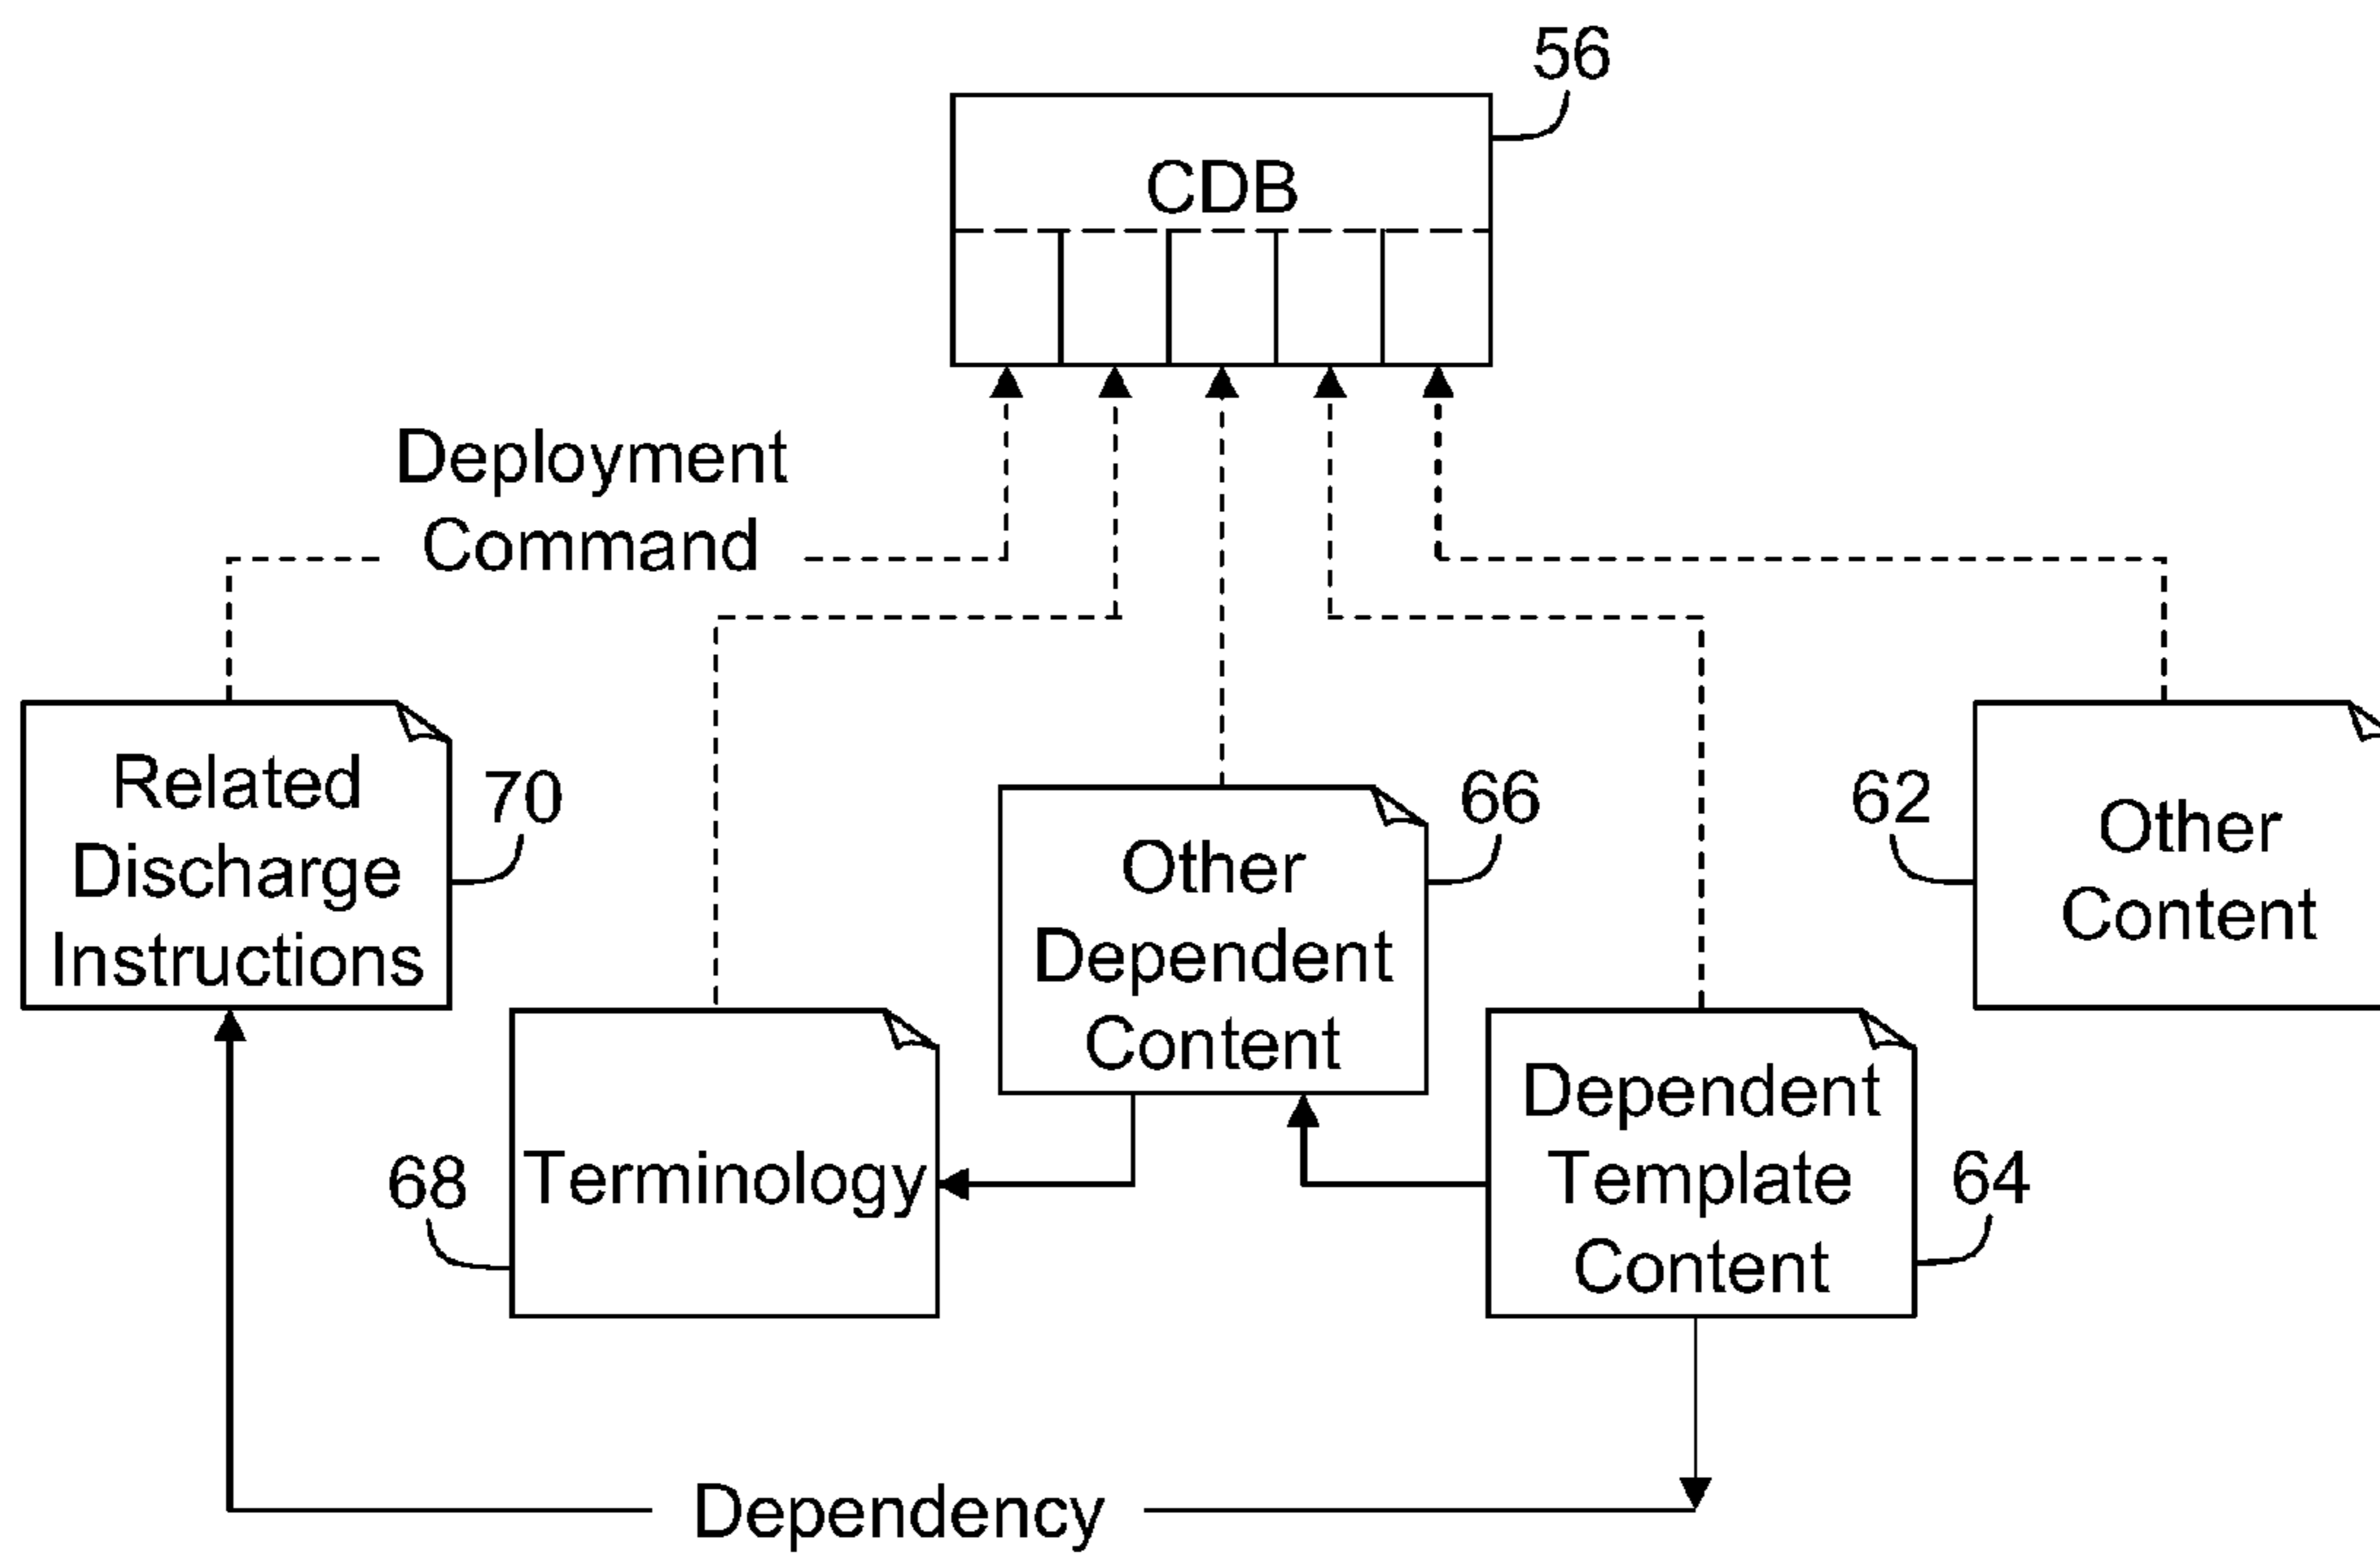 56
CDB
Deployment
Command
Related
Discharge
Instructions
70
Other
Dependent
Content
66
62
Other
Content
68
Terminology
Dependent
Template
Content
64
Dependency